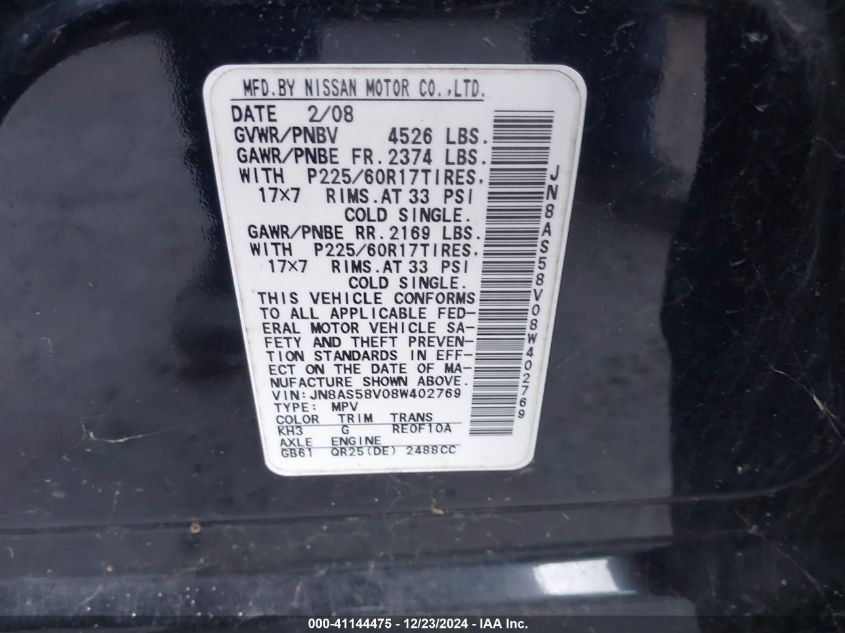 MFD.BY NISSAN MOTOR CO.,LTD.
DATE 2/08
GVWR/PNBV 4526 LBS.
GAWR/PNBE FR. 2374 LBS.
WITH P225/60R17TIRES,
17×7 RIMS.AT 33 PSI
COLD SINGLE.
GAWR/PNBE RR. 2169 LBS.
WITH P225/60R17TIRES,
17×7 RIMS.AT 33 PSI
COLD SINGLE.
THIS VEHICLE CONFORMS
TO ALL APPLICABLE FED-
ERAL MOTOR VEHICLE SA-
FETY AND THEFT PREVEN-
TION STANDARDS IN EFF-
ECT ON THE DATE OF MA-
NUFACTURE SHOWN ABOVE.
VIN: JN8AS58V08W402769
TYPE: MPV
COLOR TRIM TRANS
KH3 G RE0F10A
AXLE ENGINE
GB61 QR25(DE) 2488CC
JN8AS58V08W402769
000-41144475 - 12/23/2024 - IAA Inc.